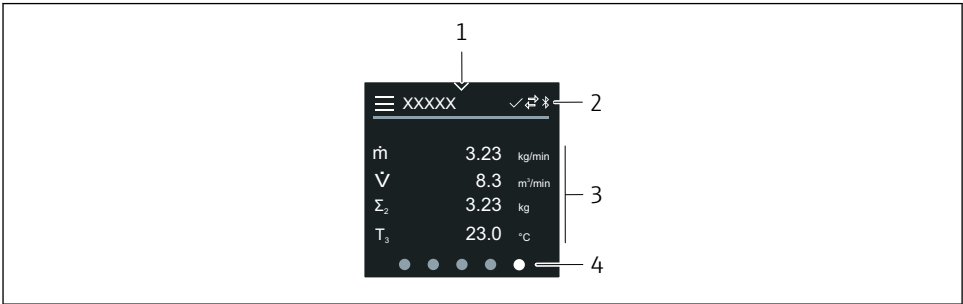 1
XXXXX
2
ṁ 3.23 kg/min
V̇ 8.3 m³/min
Σ₂ 3.23 kg
T₃ 23.0 °C
3
4